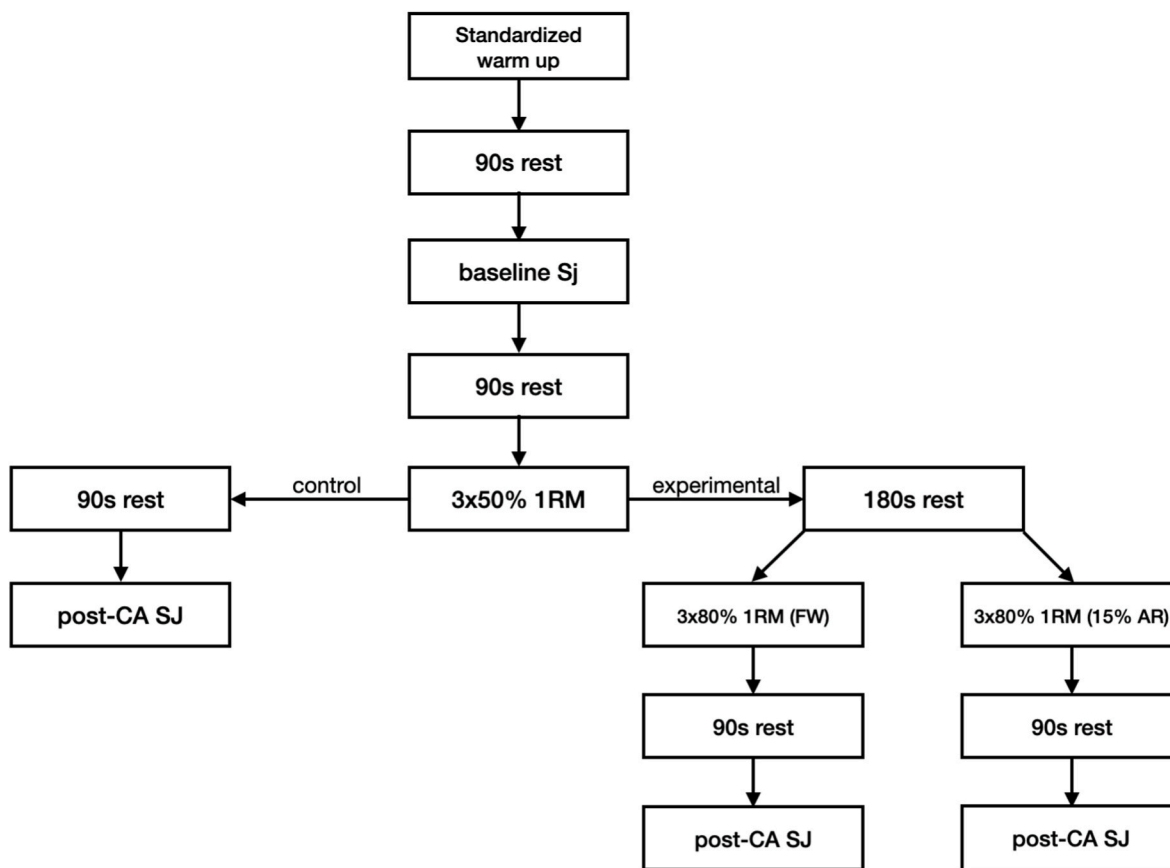 Standardized
warm up
90s rest
baseline Sj
90s rest
3x50% 1RM
control
experimental
90s rest
180s rest
post-CA SJ
3x80% 1RM (FW)
3x80% 1RM (15% AR)
90s rest
90s rest
post-CA SJ
post-CA SJ